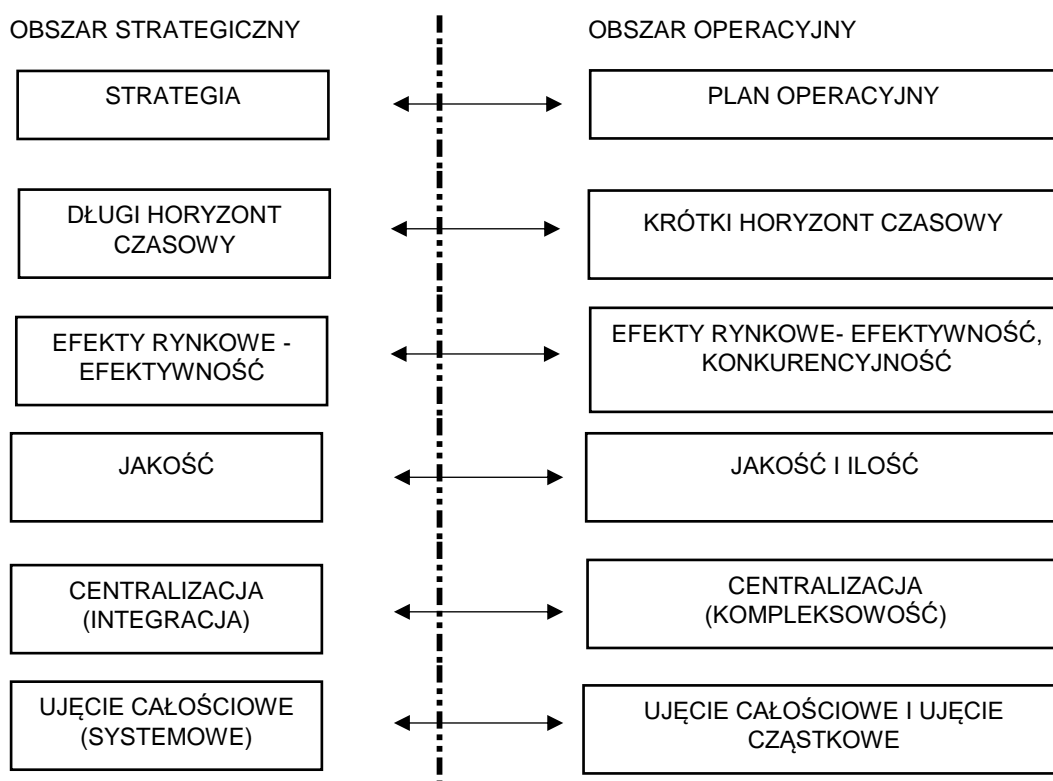 OBSZAR STRATEGICZNY
OBSZAR OPERACYJNY
STRATEGIA
PLAN OPERACYJNY
DŁUGI HORYZONT
CZASOWY
KRÓTKI HORYZONT CZASOWY
EFEKTY RYNKOWE -
EFEKTYWNOŚĆ
EFEKTY RYNKOWE- EFEKTYWNOŚĆ,
KONKURENCYJNOŚĆ
JAKOŚĆ
JAKOŚĆ I ILOŚĆ
CENTRALIZACJA
(INTEGRACJA)
CENTRALIZACJA
(KOMPLEKSOWOŚĆ)
UJĘCIE CAŁOŚCIOWE
(SYSTEMOWE)
UJĘCIE CAŁOŚCIOWE I UJĘCIE
CZĄSTKOWE